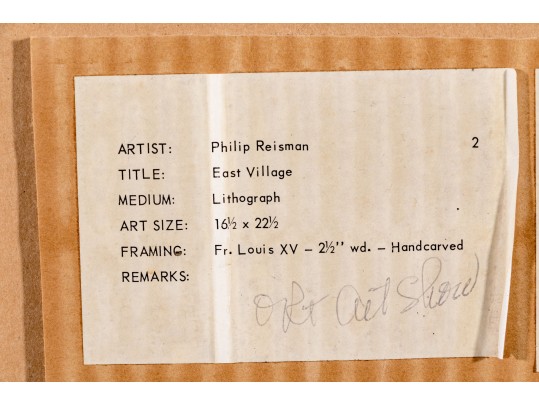 ARTIST: Philip Reisman 2
TITLE: East Village
MEDIUM: Lithograph
ART SIZE: 16½ x 22½
FRAMING: Fr. Louis XV – 2½" wd. – Handcarved
REMARKS:
ORT Art Show